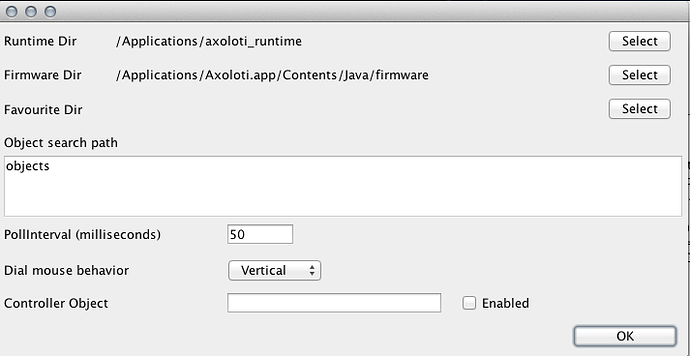 Runtime Dir /Applications/axoloti_runtime Select
Firmware Dir /Applications/Axoloti.app/Contents/Java/firmware Select
Favourite Dir Select
Object search path
objects
PollInterval (milliseconds) 50
Dial mouse behavior Vertical
Controller Object Enabled
OK